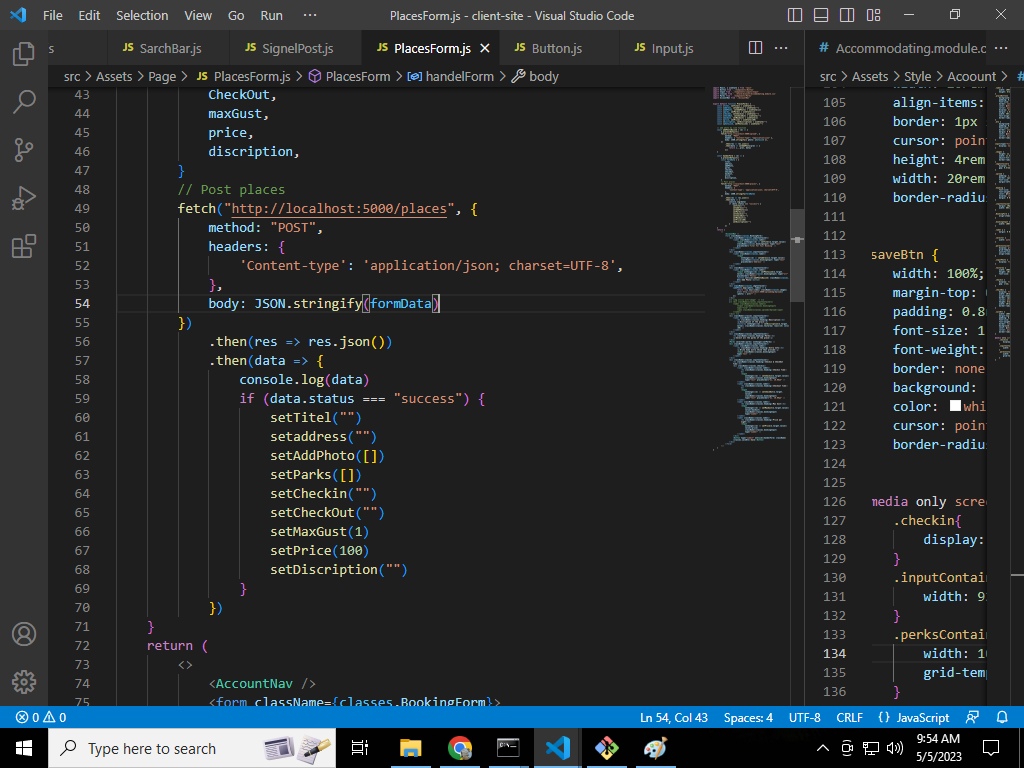 File Edit Selection View Go Run ··· PlacesForm.js - client-site - Visual Studio Code
s JS SarchBar.js JS SignelPost.js JS PlacesForm.js JS Button.js JS Input.js ··· # Accommodating.module.c ···
src > Assets > Page > JS PlacesForm.js > PlacesForm > handelForm > body
src > Assets > Style > Acoount > #
43 CheckOut,
44 maxGust,
45 price,
46 discription,
47 }
48 // Post places
49 fetch("http://localhost:5000/places", {
50 method: "POST",
51 headers: {
52 'Content-type': 'application/json; charset=UTF-8',
53 },
54 body: JSON.stringify(formData)
55 })
56 .then(res => res.json())
57 .then(data => {
58 console.log(data)
59 if (data.status === "success") {
60 setTitel("")
61 setaddress("")
62 setAddPhoto([])
63 setParks([])
64 setCheckin("")
65 setCheckOut("")
66 setMaxGust(1)
67 setPrice(100)
68 setDiscription("")
69 }
70 })
71 }
72 return (
73 <>
74 <AccountNav />
75 <form className={classes.BookingForm}>
105 align-items:
106 border: 1px
107 cursor: poin
108 height: 4rem
109 width: 20rem
110 border-radiu
111
112
113 saveBtn {
114 width: 100%;
115 margin-top:
116 padding: 0.8
117 font-size: 1
118 font-weight:
119 border: none
120 background:
121 color: whi
122 cursor: poin
123 border-radiu
124
125
126 media only scre
127 .checkin{
128 display:
129 }
130 .inputContai
131 width: 9
132 }
133 .perksContai
134 width: 1
135 grid-temp
136 }
0 0 Ln 54, Col 43 Spaces: 4 UTF-8 CRLF {} JavaScript
Type here to search
9:54 AM
5/5/2023